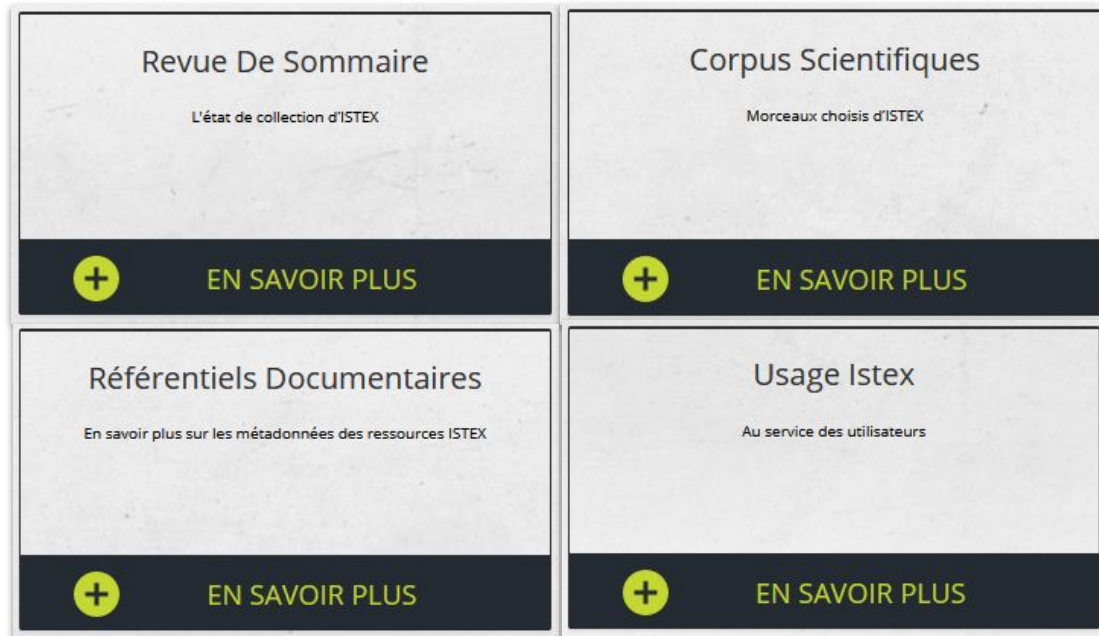 Revue De Sommaire
L'état de collection d'ISTEX
EN SAVOIR PLUS
Corpus Scientifiques
Morceaux choisis d'ISTEX
EN SAVOIR PLUS
Référentiels Documentaires
En savoir plus sur les métadonnées des ressources ISTEX
EN SAVOIR PLUS
Usage Istex
Au service des utilisateurs
EN SAVOIR PLUS